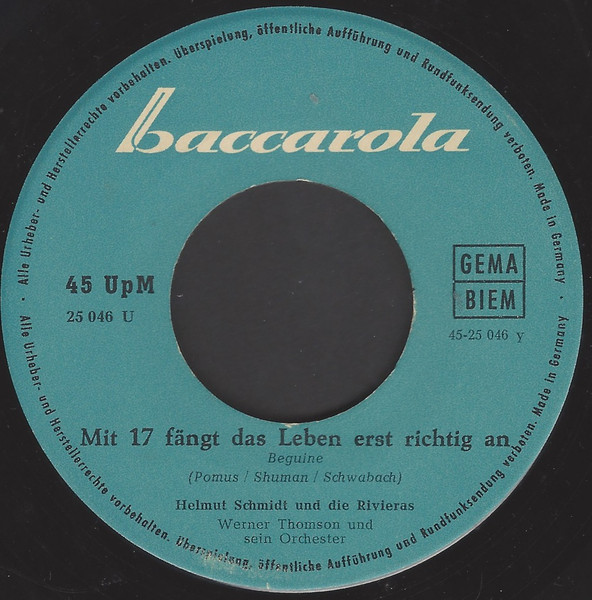 Alle Urheber- und Herstellerrechte vorbehalten. Überspielung, öffentliche Aufführung und Rundfunksendung verboten. Made in Germany ·
baccarola
45 UpM
25 046 U
GEMA
BIEM
45-25 046 y
Mit 17 fängt das Leben erst richtig an
Beguine
(Pomus / Shuman / Schwabach)
Helmut Schmidt und die Rivieras
Werner Thomson und
sein Orchester
Alle Urheber- und Herstellerrechte vorbehalten. Überspielung, öffentliche Aufführung und Rundfunksendung verboten. Made in Germany ·